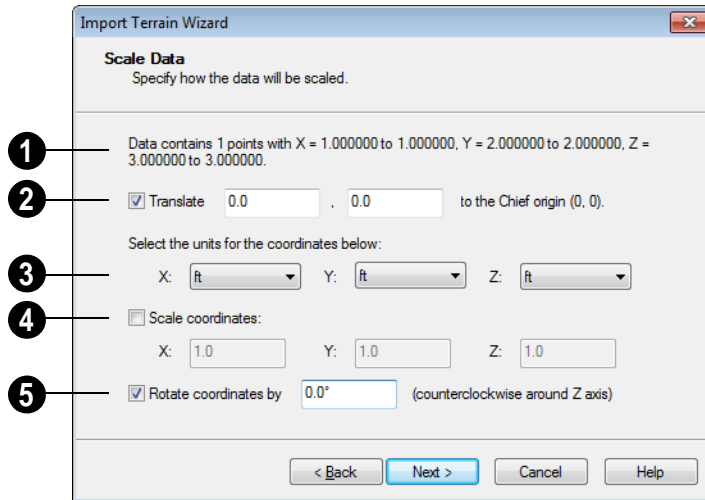 Import Terrain Wizard
Scale Data
Specify how the data will be scaled.
1 Data contains 1 points with X = 1.000000 to 1.000000, Y = 2.000000 to 2.000000, Z =
3.000000 to 3.000000.
2 Translate 0.0 , 0.0 to the Chief origin (0, 0).
Select the units for the coordinates below:
3 X: ft Y: ft Z: ft
4 Scale coordinates:
X: 1.0 Y: 1.0 Z: 1.0
5 Rotate coordinates by 0.0° (counterclockwise around Z axis)
< Back Next > Cancel Help